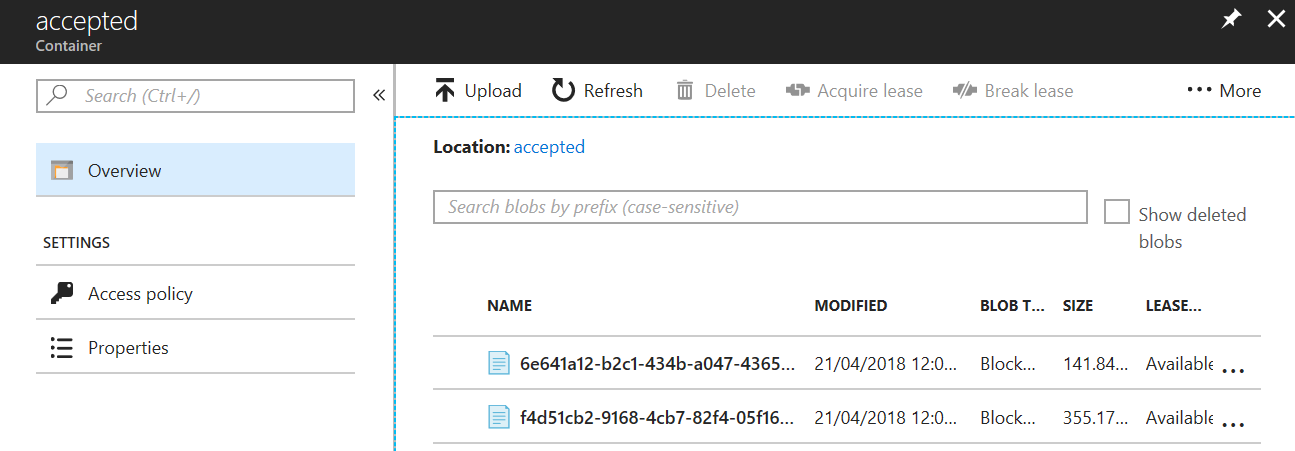 accepted
Container
Search (Ctrl+/)
«
Overview
SETTINGS
Access policy
Properties
Upload Refresh Delete Acquire lease Break lease ... More
Location: accepted
Search blobs by prefix (case-sensitive)
Show deleted
blobs
NAME MODIFIED BLOB T... SIZE LEASE...
6e641a12-b2c1-434b-a047-4365... 21/04/2018 12:0... Block... 141.84... Available ...
f4d51cb2-9168-4cb7-82f4-05f16... 21/04/2018 12:0... Block... 355.17... Available ...